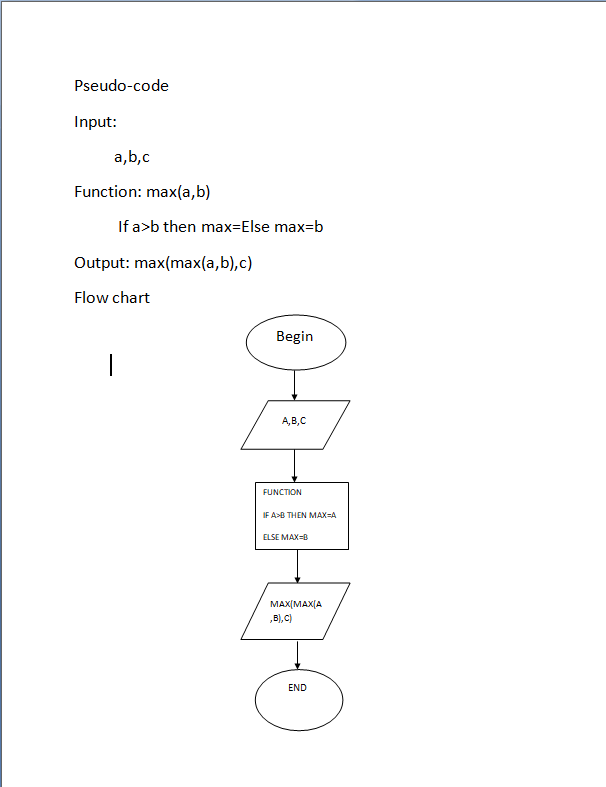 Pseudo-code
Input:
a,b,c
Function: max(a,b)
If a>b then max=Else max=b
Output: max(max(a,b),c)
Flow chart
Begin
A,B,C
FUNCTION
IF A>B THEN MAX=A
ELSE MAX=B
MAX(MAX(A
,B),C)
END